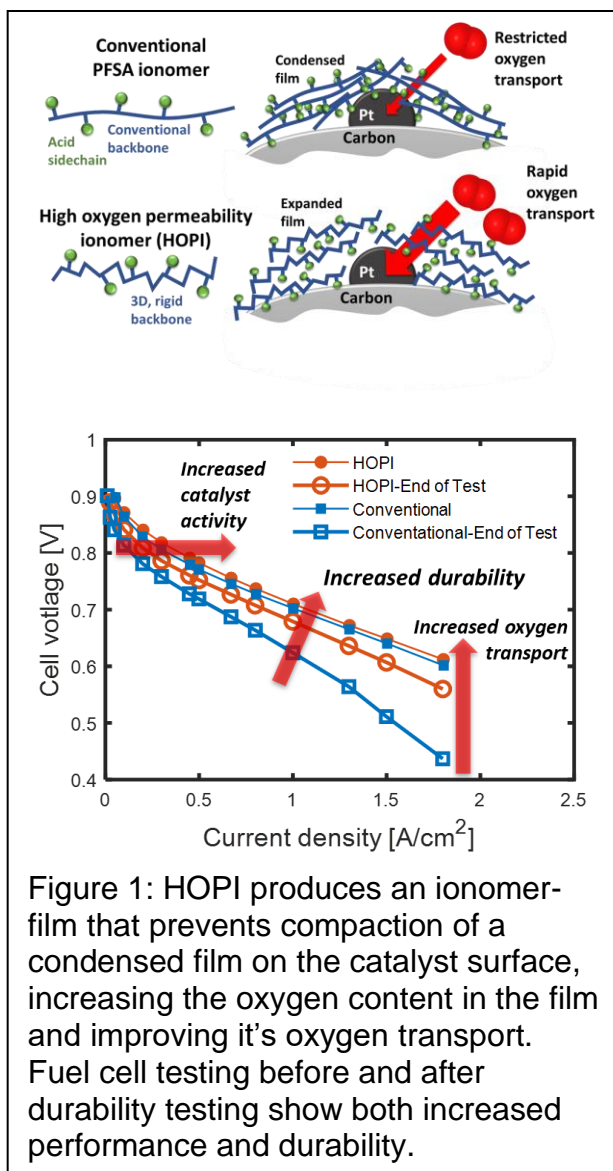 Conventional
PFSA ionomer
Acid
sidechain
Conventional
backbone
Condensed
film
Restricted
oxygen
transport
Pt
Carbon
High oxygen permeability
ionomer (HOPI)
3D, rigid
backbone
Expanded
film
Rapid
oxygen
transport
Pt
Carbon
Cell votlage [V]
1
0.9
0.8
0.7
0.6
0.5
0.4
Increased
catalyst
activity
HOPI
HOPI-End of Test
Conventional
Conventational-End of Test
Increased durability
Increased oxygen
transport
0
0.5
1
1.5
2
2.5
Current density [A/cm²]
Figure 1: HOPI produces an ionomer-
film that prevents compaction of a
condensed film on the catalyst surface,
increasing the oxygen content in the film
and improving it's oxygen transport.
Fuel cell testing before and after
durability testing show both increased
performance and durability.